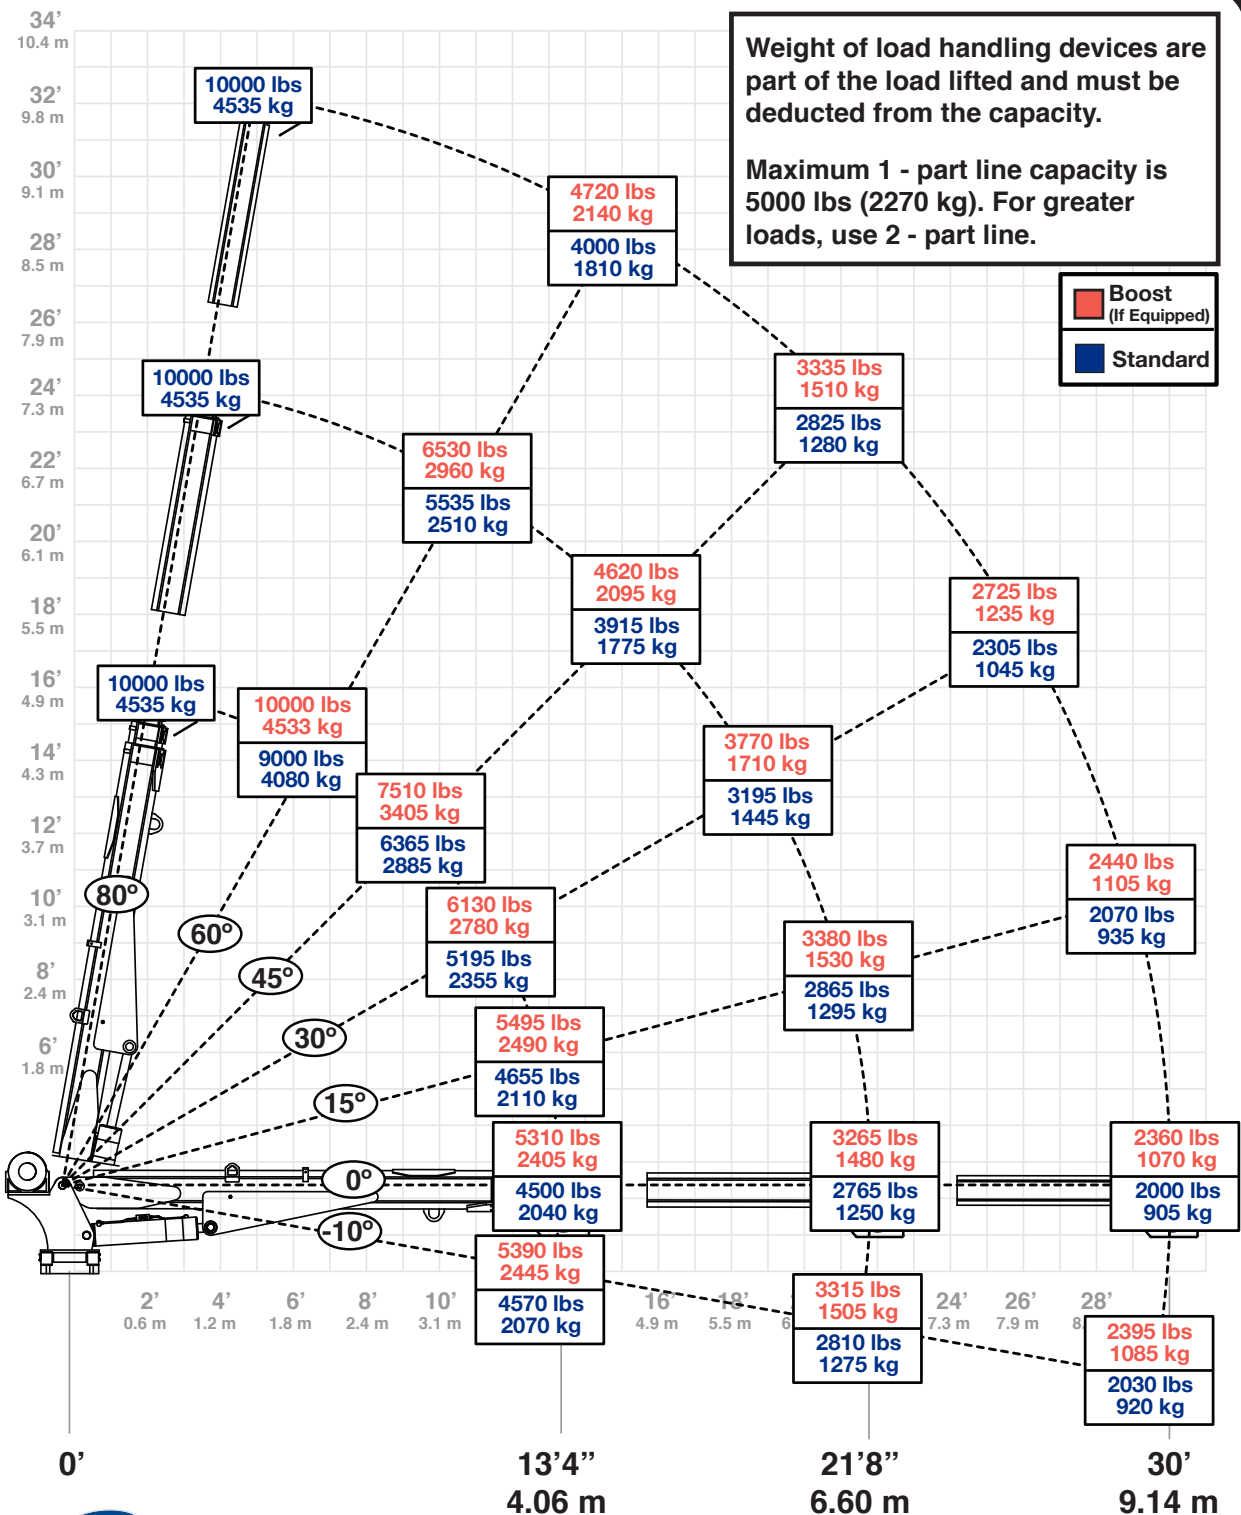 34’
10.4 m
Weight of load handling devices are
part of the load lifted and must be
deducted from the capacity.
Maximum 1 - part line capacity is
5000 lbs (2270 kg). For greater
loads, use 2 - part line.
Boost
(If Equipped)
Standard
32’
9.8 m
10000 lbs
4535 kg
30’
9.1 m
4720 lbs
2140 kg
4000 lbs
1810 kg
28’
8.5 m
26’
7.9 m
3335 lbs
1510 kg
2825 lbs
1280 kg
24’
7.3 m
10000 lbs
4535 kg
22’
6.7 m
6530 lbs
2960 kg
5535 lbs
2510 kg
20’
6.1 m
4620 lbs
2095 kg
3915 lbs
1775 kg
2725 lbs
1235 kg
2305 lbs
1045 kg
18’
5.5 m
16’
4.9 m
10000 lbs
4535 kg
10000 lbs
4533 kg
9000 lbs
4080 kg
14’
4.3 m
3770 lbs
1710 kg
3195 lbs
1445 kg
7510 lbs
3405 kg
6365 lbs
2885 kg
12’
3.7 m
2440 lbs
1105 kg
2070 lbs
935 kg
10’
3.1 m
80º
60º
6130 lbs
2780 kg
5195 lbs
2355 kg
3380 lbs
1530 kg
2865 lbs
1295 kg
8’
2.4 m
45º
30º
5495 lbs
2490 kg
4655 lbs
2110 kg
6’
1.8 m
15º
5310 lbs
2405 kg
4500 lbs
2040 kg
3265 lbs
1480 kg
2765 lbs
1250 kg
2360 lbs
1070 kg
2000 lbs
905 kg
0º
-10º
5390 lbs
2445 kg
4570 lbs
2070 kg
3315 lbs
1505 kg
2810 lbs
1275 kg
2395 lbs
1085 kg
2030 lbs
920 kg
2’ 4’ 6’ 8’ 10’ 16’ 18’ 24’ 26’ 28’
0.6 m 1.2 m 1.8 m 2.4 m 3.1 m 4.9 m 5.5 m 7.3 m 7.9 m
0’ 13’4” 21’8” 30’
4.06 m 6.60 m 9.14 m